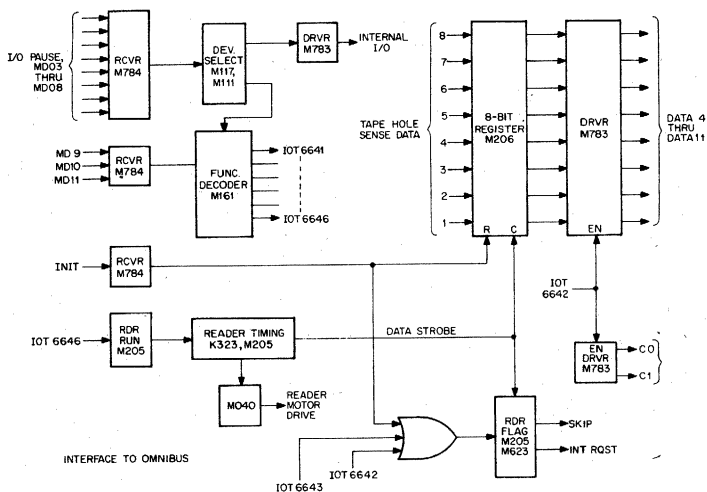 I/O PAUSE,
MD03
THRU
MD08
RCVR
M784
DEV.
SELECT
M117,
M111
DRVR
M783
INTERNAL
I/O
MD 9
MD10
MD11
RCVR
M784
FUNC.
DECODER
M161
IOT 6641
IOT 6646
TAPE HOLE
SENSE DATA
8
7
6
5
4
3
2
1
8-BIT
REGISTER
M206
R C
DRVR
M783
EN
DATA 4
THRU
DATA 11
INIT
RCVR
M784
IOT
6642
IOT 6646
RDR
RUN
M205
READER TIMING
K323, M205
DATA STROBE
EN
DRVR
M783
C0
C1
M040
READER
MOTOR
DRIVE
RDR
FLAG
M205
M623
SKIP
INT RQST
IOT 6642
IOT 6643
INTERFACE TO OMNIBUS